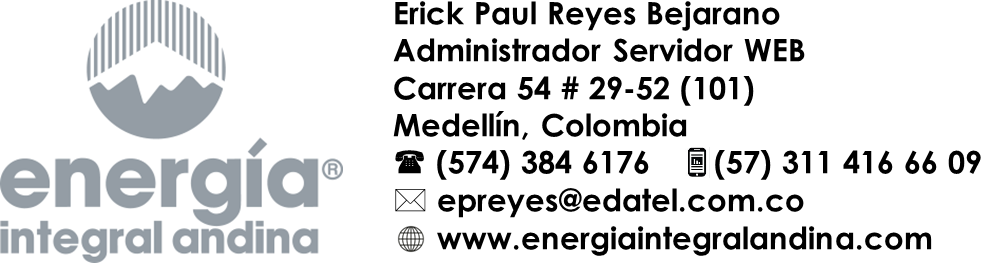 energía®
integral andina
Erick Paul Reyes Bejarano
Administrador Servidor WEB
Carrera 54 # 29-52 (101)
Medellín, Colombia
(574) 384 6176 (57) 311 416 66 09
epreyes@edatel.com.co
www.energiaintegralandina.com